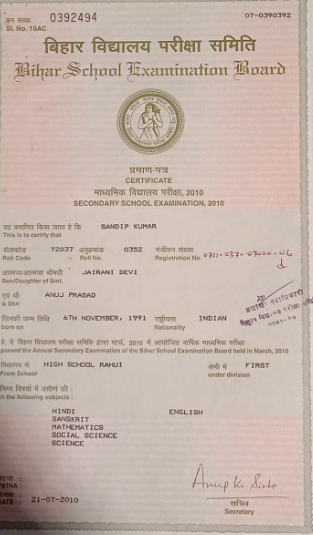 क्रम संख्या 0392494 07-0390392
Sl. No. 10AC
बिहार विद्यालय परीक्षा समिति
Bihar School Examination Board
प्रमाण-पत्र
CERTIFICATE
माध्यमिक विद्यालय परीक्षा, 2010
SECONDARY SCHOOL EXAMINATION, 2010
यह प्रमाणित किया जाता है कि SANDIP KUMAR
This is to certify that
रौलकोड 72037 अनुक्रमांक 0352 पंजीयन संख्या
Roll Code Roll No. Registration No.
आत्मज/आत्मजा श्रीमती JAIRANI DEVI
Son/Daughter of Smt.
एवं श्री ANUJ PRASAD
& Shri
जिनकी जन्म तिथि 6TH NOVEMBER, 1991 राष्ट्रीयता INDIAN
born on Nationality
है, ने बिहार विद्यालय परीक्षा समिति द्वारा मार्च, 2010 में आयोजित वार्षिक माध्यमिक परीक्षा
passed the Annual Secondary Examination of the Bihar School Examination Board held in March, 2010
विद्यालय से HIGH SCHOOL RAHUI श्रेणी में FIRST
From School under division
निम्न विषयों में उत्तीर्ण की :
in the following subjects :
HINDI ENGLISH
SANSKRIT
MATHEMATICS
SOCIAL SCIENCE
SCIENCE
पटना
PATNA
DATE 21-07-2010
सचिव
Secretary